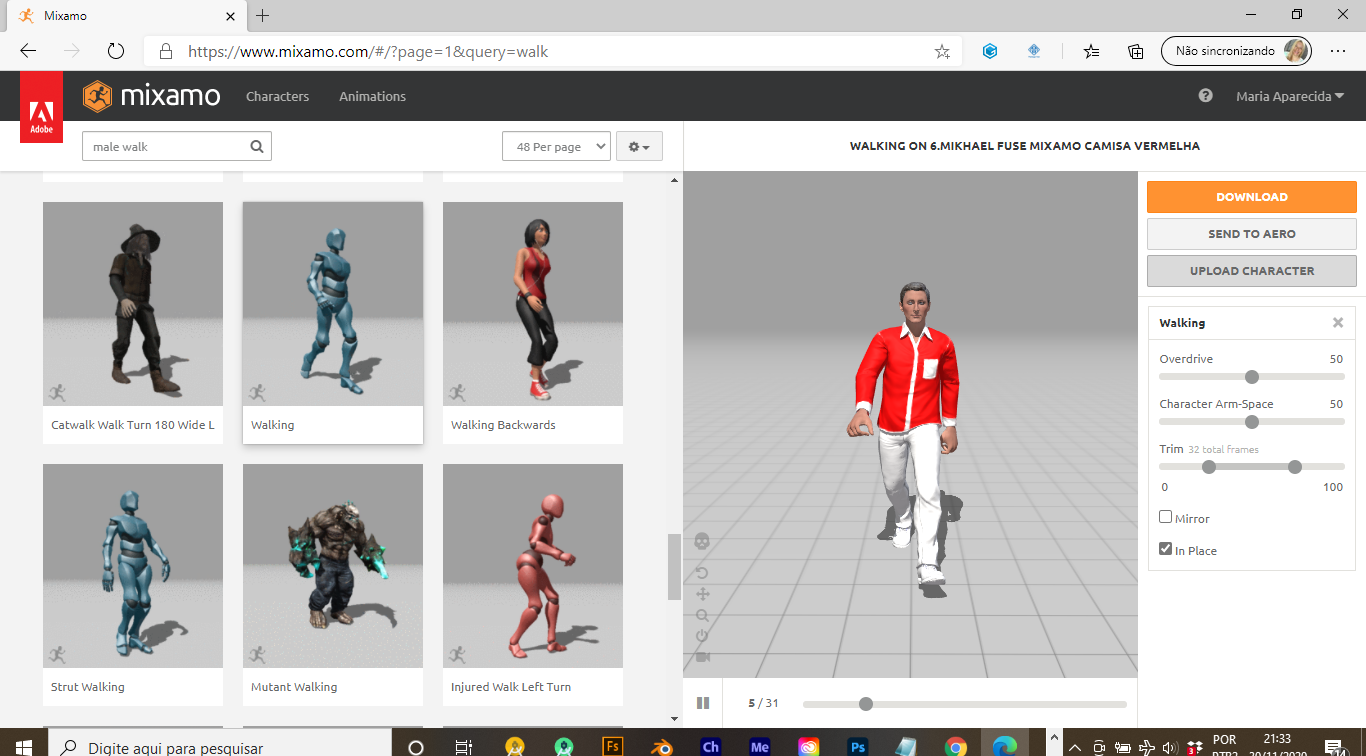 Mixamo
https://www.mixamo.com/#/?page=1&query=walk
Não sincronizando
Adobe
mixamo
Characters
Animations
Maria Aparecida
male walk
48 Per page
WALKING ON 6.MIKHAEL FUSE MIXAMO CAMISA VERMELHA
Catwalk Walk Turn 180 Wide L
Walking
Walking Backwards
Strut Walking
Mutant Walking
Injured Walk Left Turn
DOWNLOAD
SEND TO AERO
UPLOAD CHARACTER
Walking
Overdrive 50
Character Arm-Space 50
Trim 32 total frames
0 100
Mirror
In Place
5 / 31
Digite aqui para pesquisar
Fs
Ch
Me
Ps
POR
PTB2
21:33
20/11/2020
14